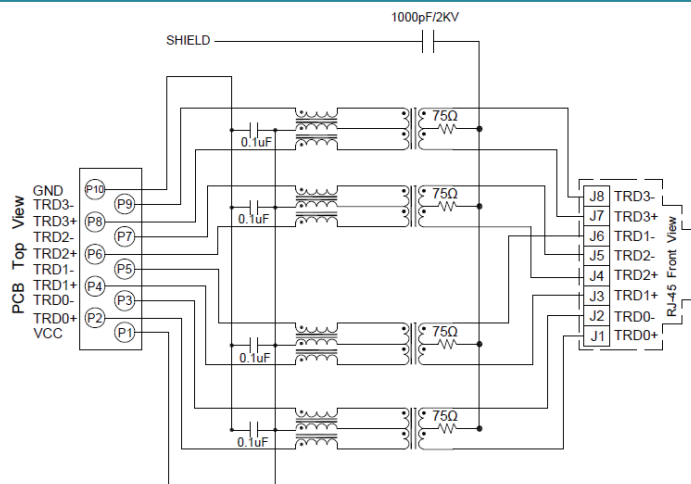 1000pF/2KV
SHIELD
75Ω
0.1uF
PCB Top View
GND
TRD3-
TRD3+
TRD2-
TRD2+
TRD1-
TRD1+
TRD0-
TRD0+
VCC
P10
P9
P8
P7
P6
P5
P4
P3
P2
P1
75Ω
0.1uF
75Ω
0.1uF
75Ω
0.1uF
J8 TRD3-
J7 TRD3+
J6 TRD1-
J5 TRD2-
J4 TRD2+
J3 TRD1+
J2 TRD0-
J1 TRD0+
RJ-45 Front View